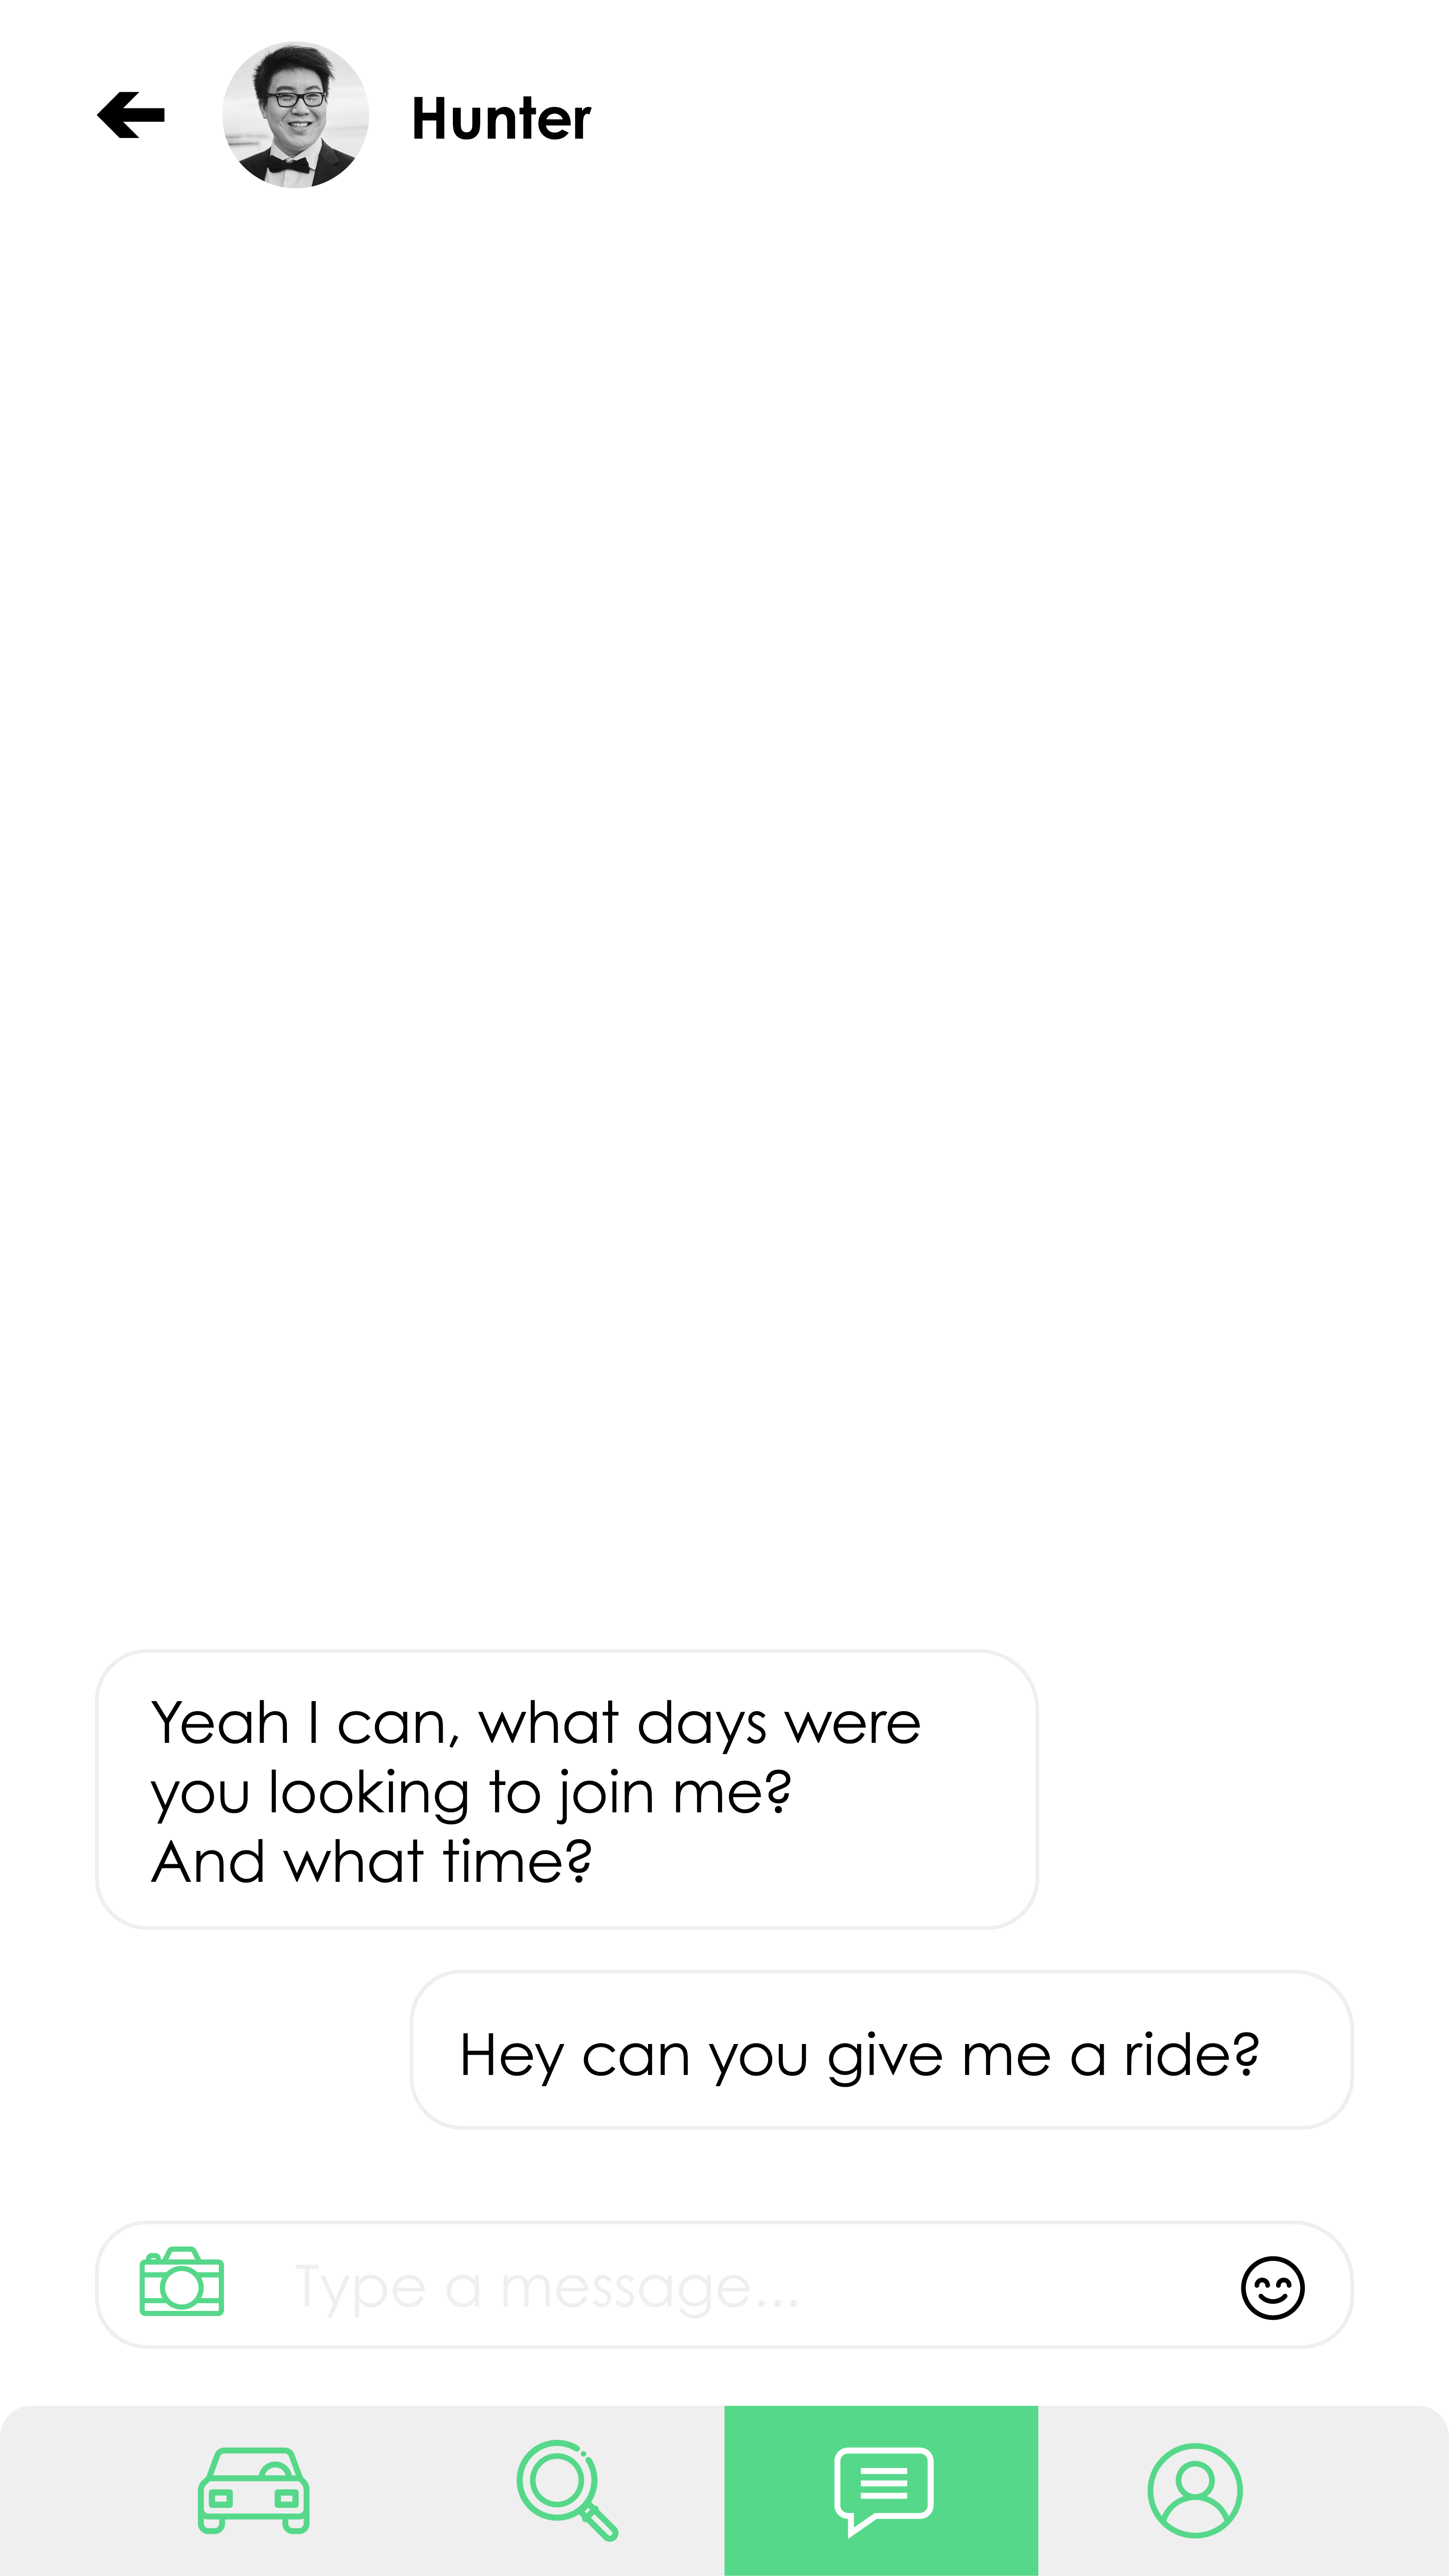 Hunter
Yeah I can, what days were
you looking to join me?
And what time?
Hey can you give me a ride?
Type a message...